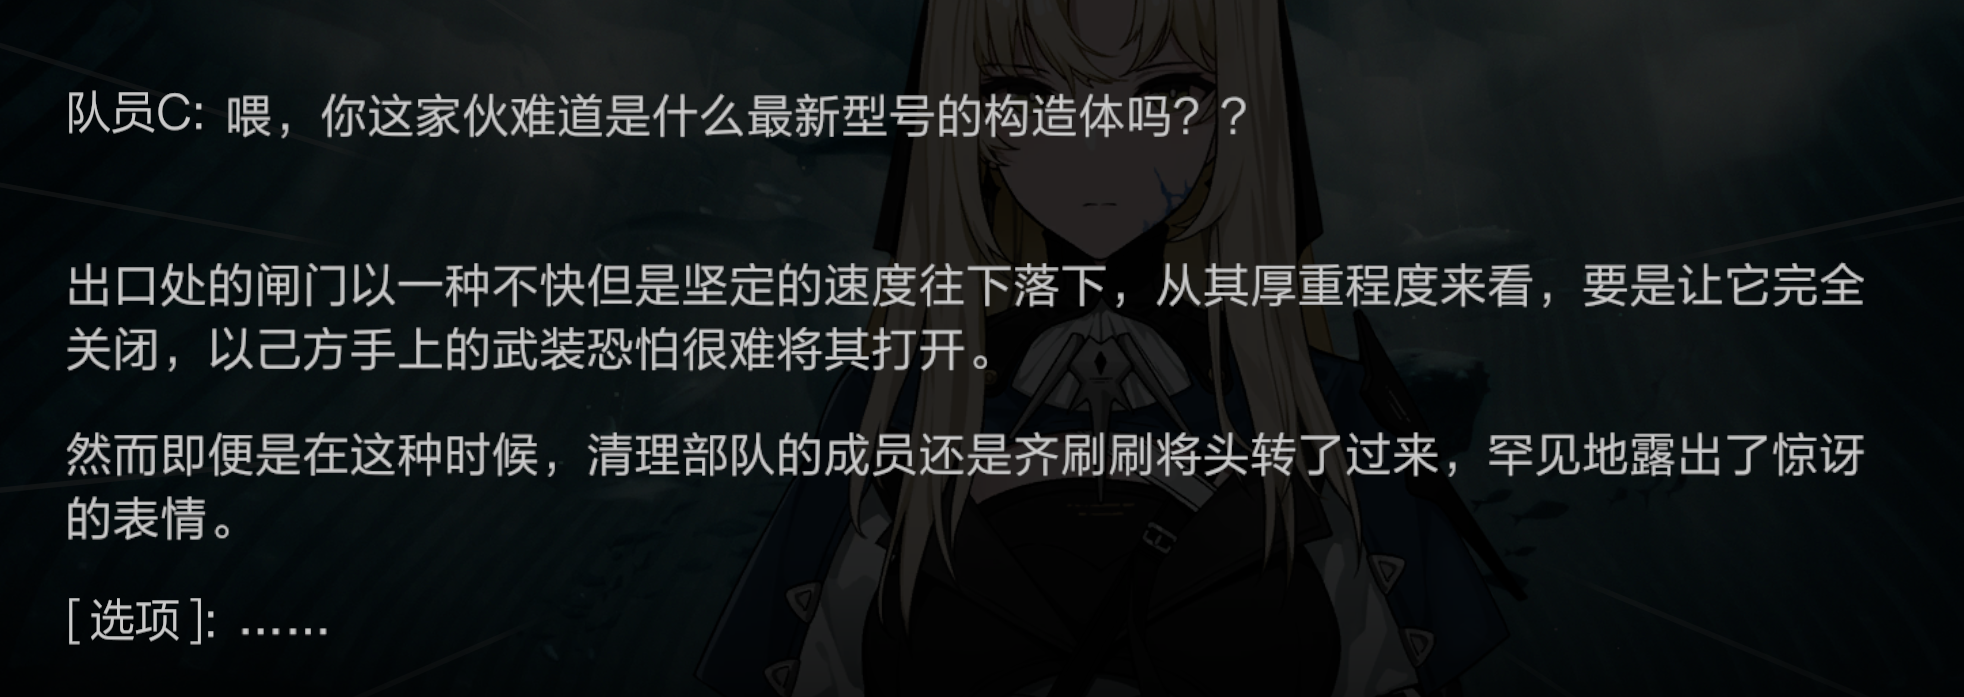 队员C: 喂，你这家伙难道是什么最新型号的构造体吗？？
出口处的闸门以一种不快但是坚定的速度往下落下，从其厚重程度来看，要是让它完全
关闭，以己方手上的武装恐怕很难将其打开。
然而即便是在这种时候，清理部队的成员还是齐刷刷将头转了过来，罕见地露出了惊讶
的表情。
[选项]: ……